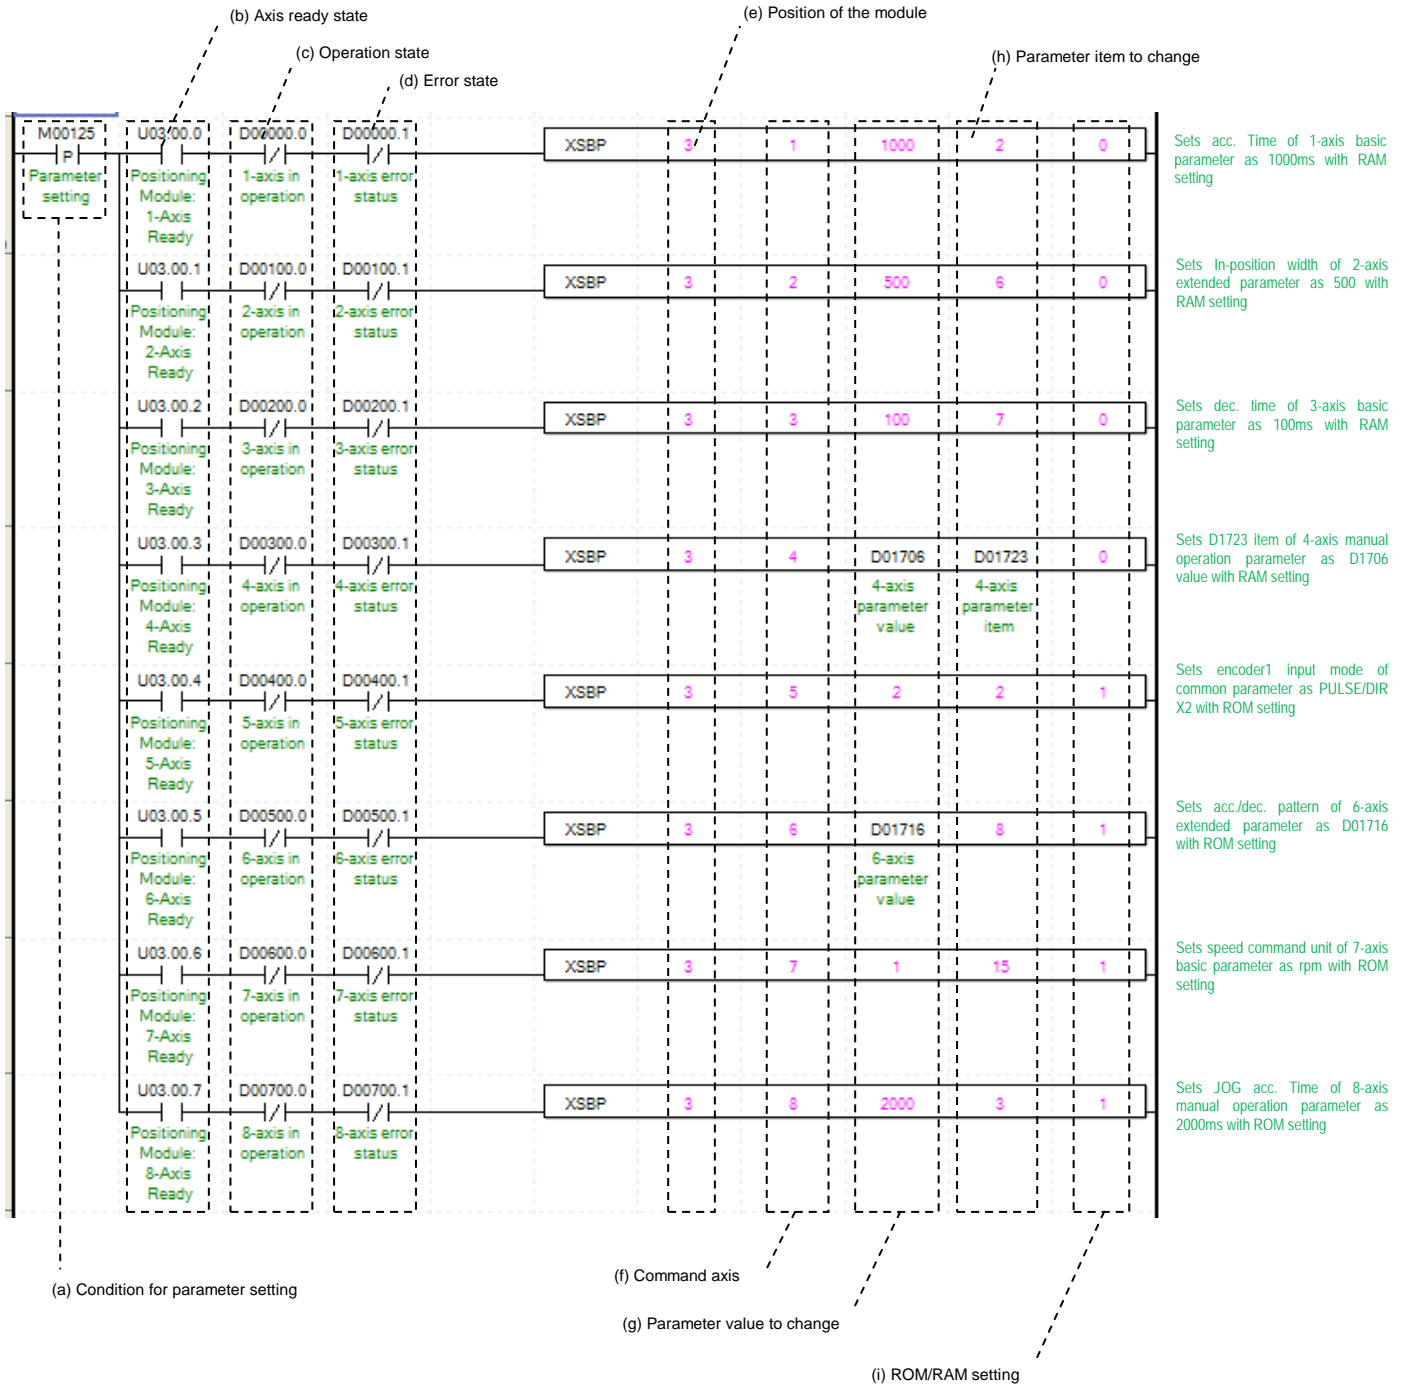 (b) Axis ready state
(e) Position of the module
(c) Operation state
(h) Parameter item to change
(d) Error state
M00125 U03.00.0 D00000.0 D00000.1
P
XSBP 3 1 1000 2 0
Parameter setting
Positioning Module: 1-Axis Ready
1-axis in operation
1-axis error status
Sets acc. Time of 1-axis basic
parameter as 1000ms with RAM
setting
U03.00.1 D00100.0 D00100.1
XSBP 3 2 500 6 0
Positioning Module: 2-Axis Ready
2-axis in operation
2-axis error status
Sets In-position width of 2-axis
extended parameter as 500 with
RAM setting
U03.00.2 D00200.0 D00200.1
XSBP 3 3 100 7 0
Positioning Module: 3-Axis Ready
3-axis in operation
3-axis error status
Sets dec. time of 3-axis basic
parameter as 100ms with RAM
setting
U03.00.3 D00300.0 D00300.1
XSBP 3 4 D01706 D01723 0
Positioning Module: 4-Axis Ready
4-axis in operation
4-axis error status
4-axis parameter value
4-axis parameter item
Sets D1723 item of 4-axis manual
operation parameter as D1706
value with RAM setting
U03.00.4 D00400.0 D00400.1
XSBP 3 5 2 2 1
Positioning Module: 5-Axis Ready
5-axis in operation
5-axis error status
Sets encoder1 input mode of
common parameter as PULSE/DIR
X2 with ROM setting
U03.00.5 D00500.0 D00500.1
XSBP 3 6 D01716 8 1
Positioning Module: 6-Axis Ready
6-axis in operation
6-axis error status
6-axis parameter value
Sets acc./dec. pattern of 6-axis
extended parameter as D01716
with ROM setting
U03.00.6 D00600.0 D00600.1
XSBP 3 7 1 15 1
Positioning Module: 7-Axis Ready
7-axis in operation
7-axis error status
Sets speed command unit of 7-axis
basic parameter as rpm with ROM
setting
U03.00.7 D00700.0 D00700.1
XSBP 3 8 2000 3 1
Positioning Module: 8-Axis Ready
8-axis in operation
8-axis error status
Sets JOG acc. Time of 8-axis
manual operation parameter as
2000ms with ROM setting
(a) Condition for parameter setting
(f) Command axis
(g) Parameter value to change
(i) ROM/RAM setting